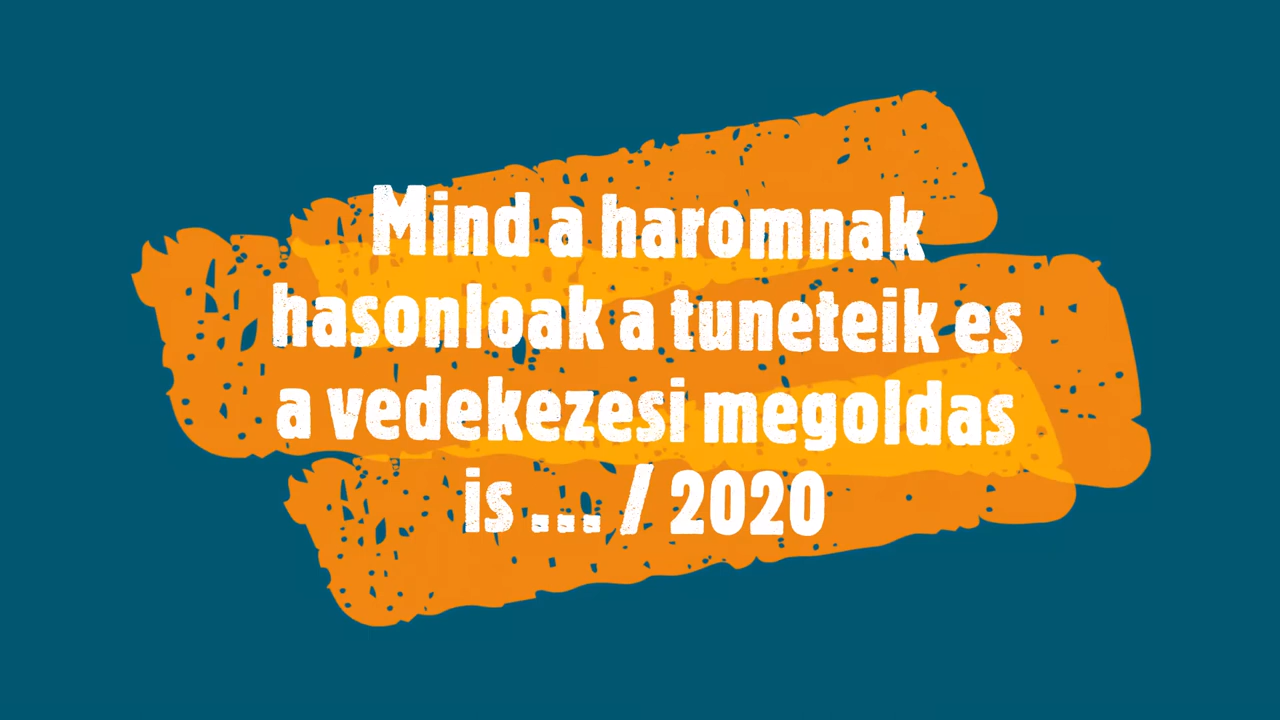 Mind a haromnak
hasonloak a tuneteik es
a vedekezesi megoldas
is ... / 2020